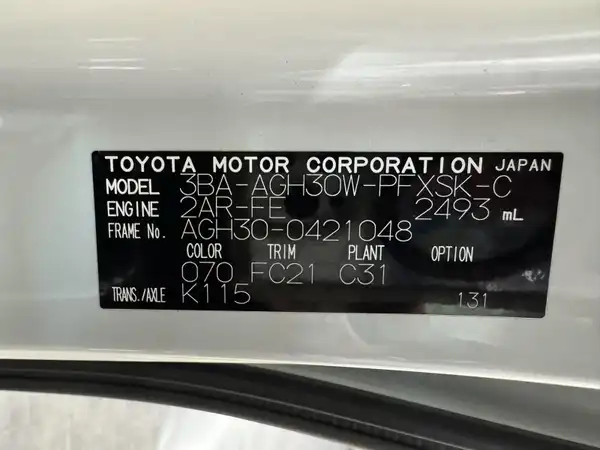 TOYOTA MOTOR CORPORATION JAPAN
MODEL 3BA-AGH30W-PFXSK-C
ENGINE 2AR-FE 2493 mL
FRAME No. AGH30-0421048
COLOR TRIM PLANT OPTION
070 FC21 C31
TRANS./AXLE K115 131